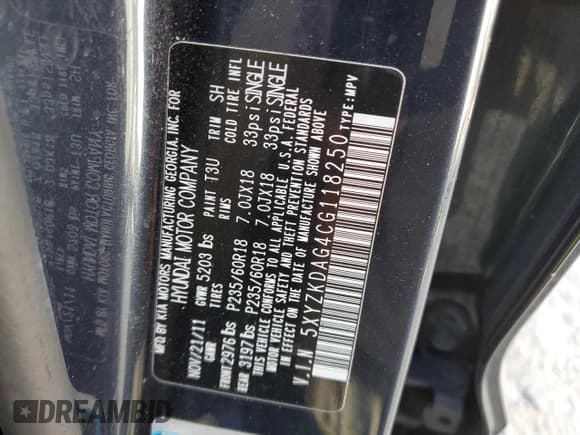 MFD BY KIA MOTORS MANUFACTURING GEORGIA, INC. FOR
HYUNDAI MOTOR COMPANY
NOV/21/11 GVWR 5203 lbs PAINT T3U TRIM SH
GAWR TIRES RIMS COLD TIRE INFL
FRONT 2976 lbs P235/60R18 7.0JX18 33psi SINGLE
REAR 3197 lbs P235/60R18 7.0JX18 33psi SINGLE
THIS VEHICLE CONFORMS TO ALL APPLICABLE U.S.A. FEDERAL
MOTOR VEHICLE SAFETY AND THEFT PREVENTION STANDARDS
IN EFFECT ON THE DATE OF MANUFACTURE SHOWN ABOVE
V.I.N 5XYZKDAG4CG118250 TYPE: MPV
DREAMBID